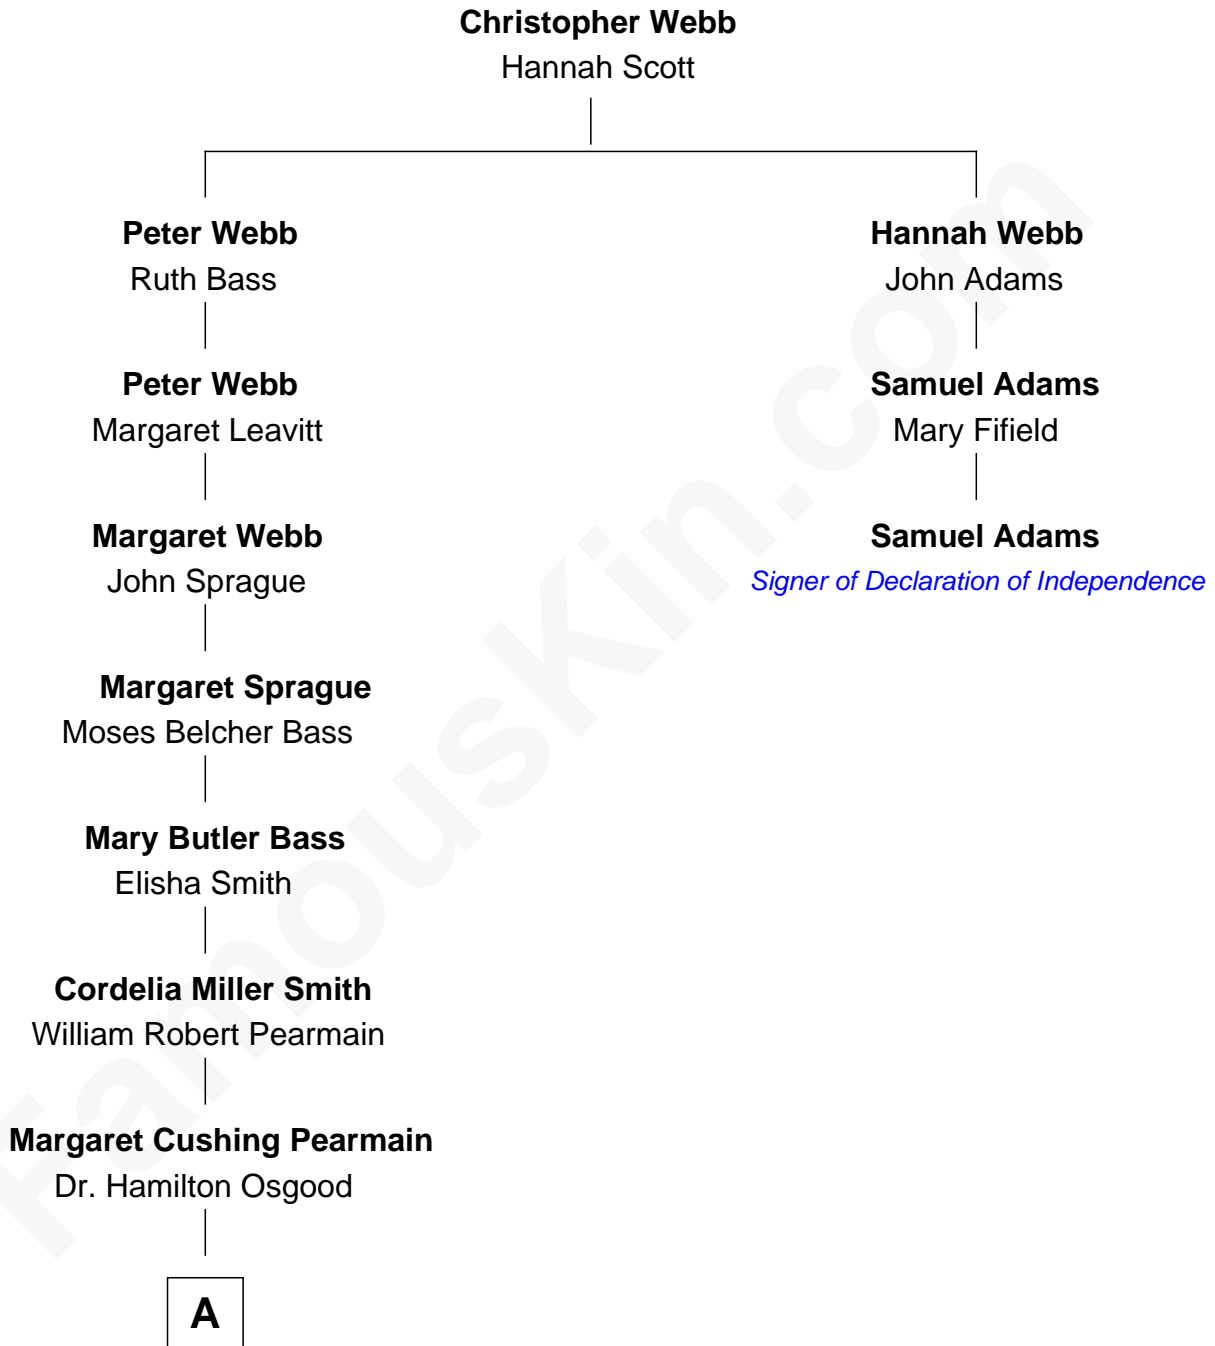 Christopher Webb
Hannah Scott
Peter Webb
Ruth Bass
Hannah Webb
John Adams
Peter Webb
Margaret Leavitt
Samuel Adams
Mary Fifield
Margaret Webb
John Sprague
Samuel Adams
Signer of Declaration of Independence
Margaret Sprague
Moses Belcher Bass
Mary Butler Bass
Elisha Smith
Cordelia Miller Smith
William Robert Pearmain
Margaret Cushing Pearmain
Dr. Hamilton Osgood
A
FamousKin.com